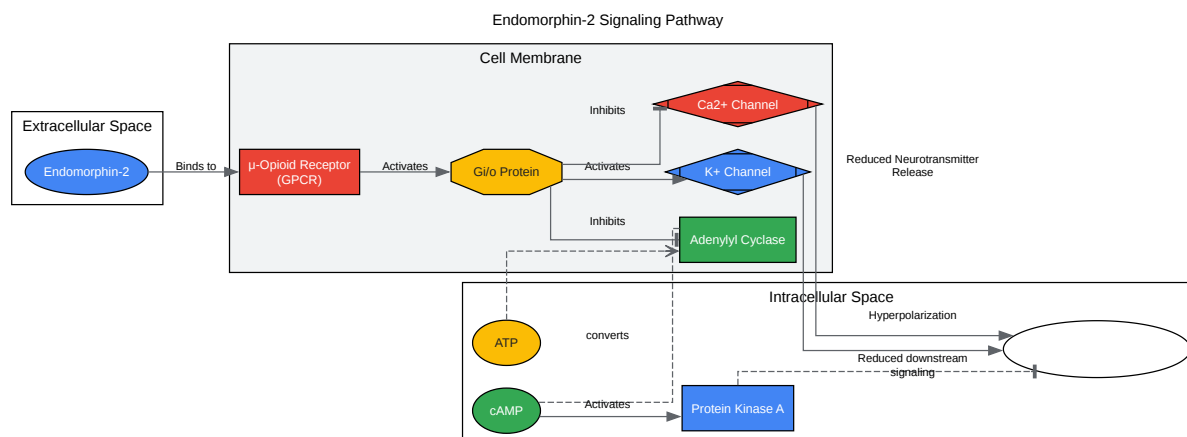 Endomorphin-2 Signaling Pathway
Cell Membrane
Extracellular Space
Endomorphin-2
Binds to
μ-Opioid Receptor
(GPCR)
Activates
Gi/o Protein
Inhibits
Ca2+ Channel
Activates
K+ Channel
Reduced Neurotransmitter
Release
Inhibits
Adenylyl Cyclase
Intracellular Space
Hyperpolarization
ATP
converts
Reduced downstream
signaling
cAMP
Activates
Protein Kinase A